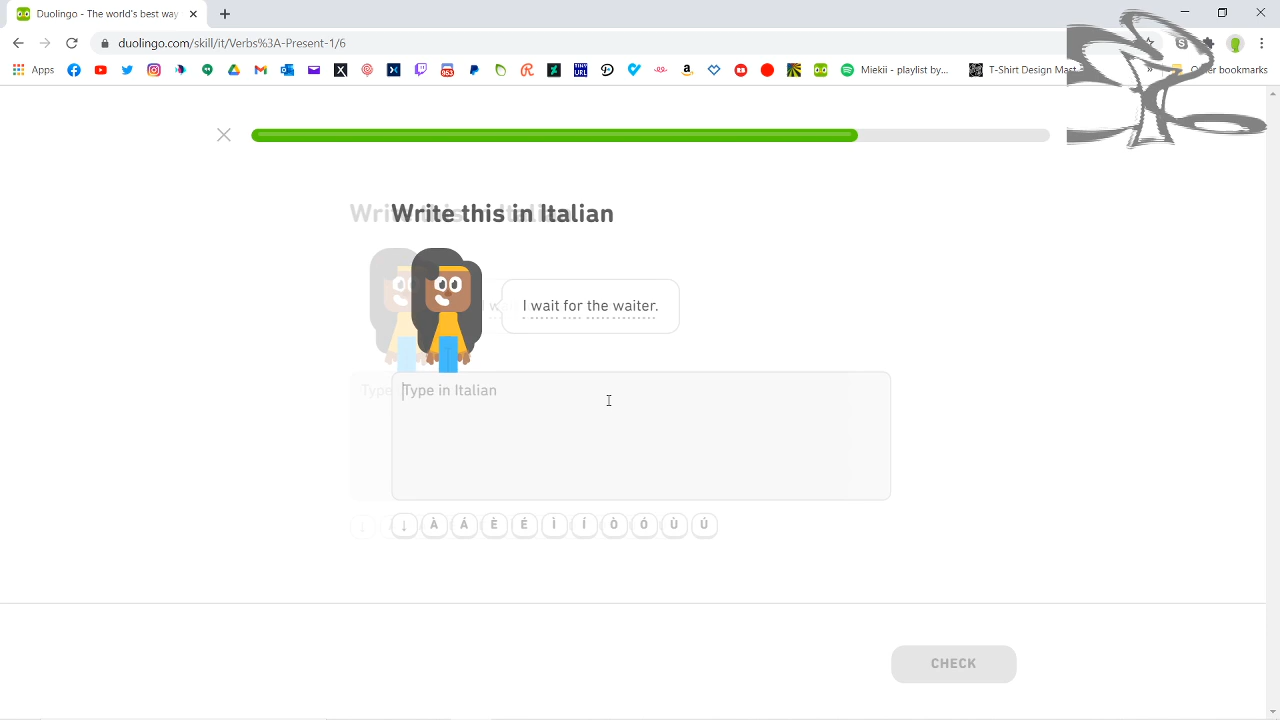 Duolingo - The world's best way
duolingo.com/skill/it/Verbs%3A-Present-1/6
Apps
Miekii - playlist by...
T-Shirt Design Mast
»
Other bookmarks
Write this in Italian
I wait for the waiter.
Type in Italian
↓ À Á È É Ì Í Ò Ó Ù Ú
CHECK